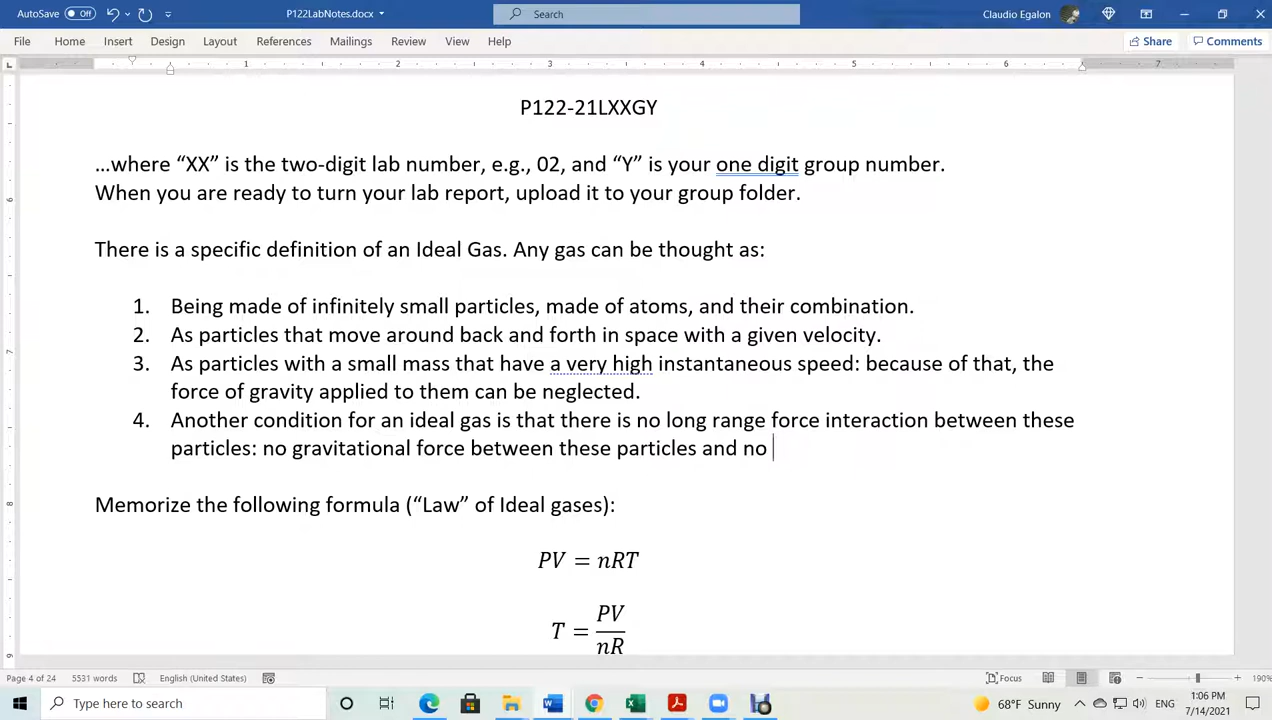 AutoSave Off
P122LabNotes.docx
Search
Claudio Egalon
File Home Insert Design Layout References Mailings Review View Help
Share Comments
1 2 3 4 5 6 7
P122-21LXXGY
…where “XX” is the two-digit lab number, e.g., 02, and “Y” is your one digit group number.
When you are ready to turn your lab report, upload it to your group folder.
There is a specific definition of an Ideal Gas. Any gas can be thought as:
1. Being made of infinitely small particles, made of atoms, and their combination.
2. As particles that move around back and forth in space with a given velocity.
3. As particles with a small mass that have a very high instantaneous speed: because of that, the
force of gravity applied to them can be neglected.
4. Another condition for an ideal gas is that there is no long range force interaction between these
particles: no gravitational force between these particles and no
Memorize the following formula (“Law” of Ideal gases):
PV = nRT
T = PV/nR
Page 4 of 24 5531 words English (United States) Focus 190%
Type here to search
68°F Sunny ENG
1:06 PM
7/14/2021